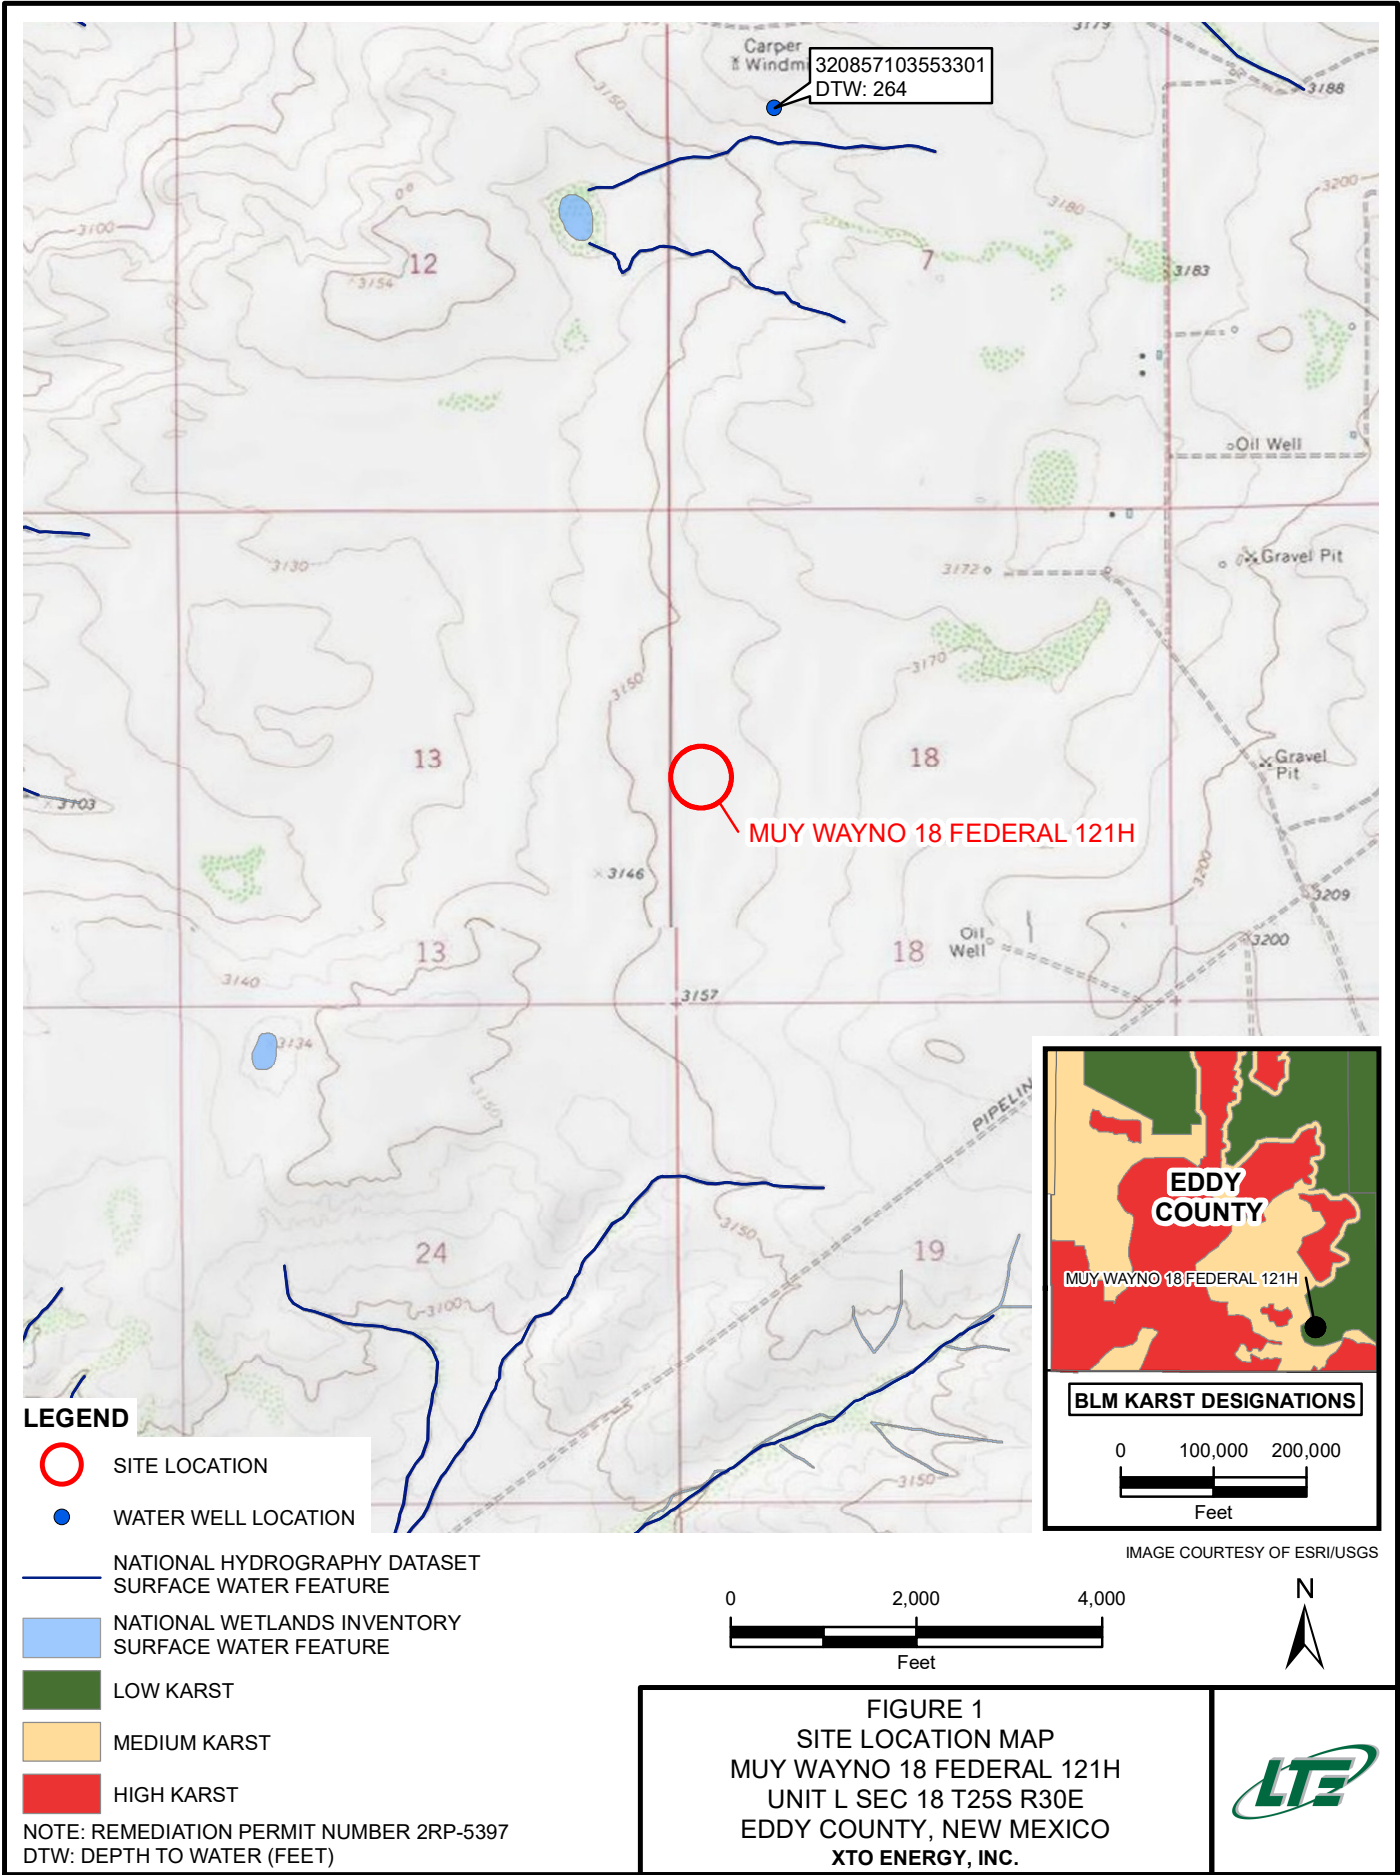 3179
Carper
Windmi
320857103553301
DTW: 264
3188
3150
3200
3180
3100
12
7
3183
3154
Oil Well
Gravel Pit
3130
3172
3170
3150
13
18
Gravel
Pit
3103
MUY WAYNO 18 FEDERAL 121H
3146
3200
3209
13
18
Oil
Well
3200
3140
3157
3134
3150
PIPELIN
EDDY
COUNTY
MUY WAYNO 18 FEDERAL 121H
3150
24
19
3100
BLM KARST DESIGNATIONS
0 100,000 200,000
Feet
3150
LEGEND
SITE LOCATION
WATER WELL LOCATION
NATIONAL HYDROGRAPHY DATASET
SURFACE WATER FEATURE
NATIONAL WETLANDS INVENTORY
SURFACE WATER FEATURE
LOW KARST
MEDIUM KARST
HIGH KARST
NOTE: REMEDIATION PERMIT NUMBER 2RP-5397
DTW: DEPTH TO WATER (FEET)
IMAGE COURTESY OF ESRI/USGS
0 2,000 4,000
Feet
N
FIGURE 1
SITE LOCATION MAP
MUY WAYNO 18 FEDERAL 121H
UNIT L SEC 18 T25S R30E
EDDY COUNTY, NEW MEXICO
XTO ENERGY, INC.
LTE